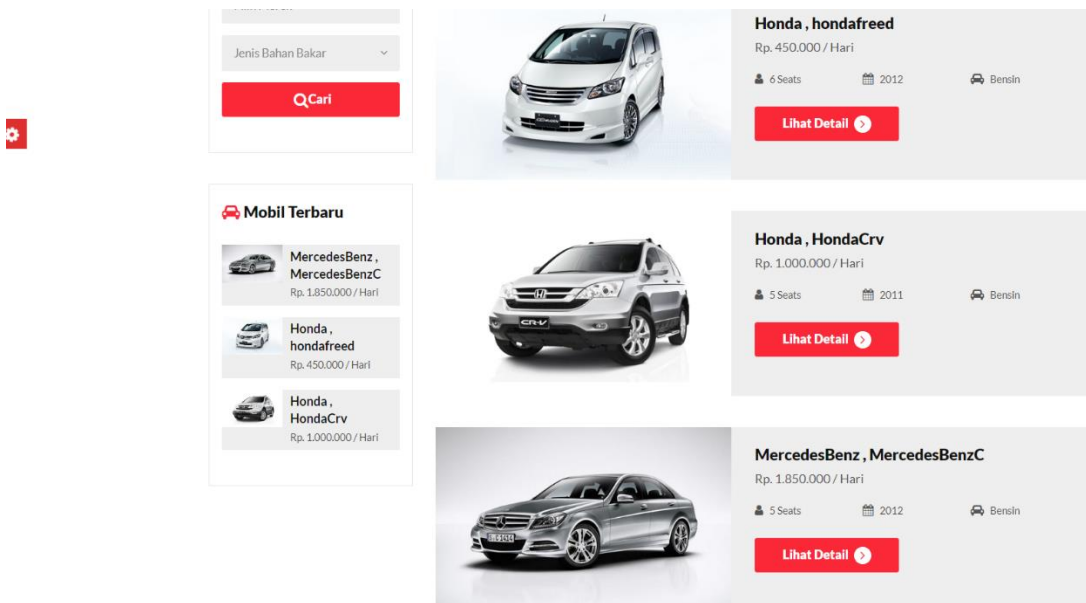 Jenis Bahan Bakar
Cari
Mobil Terbaru
MercedesBenz ,
MercedesBenzC
Rp. 1.850.000 / Hari
Honda ,
hondafreed
Rp. 450.000 / Hari
Honda ,
HondaCrv
Rp. 1.000.000 / Hari
Honda , hondafreed
Rp. 450.000 / Hari
6 Seats 2012 Bensin
Lihat Detail
CR-V
Honda , HondaCrv
Rp. 1.000.000 / Hari
5 Seats 2011 Bensin
Lihat Detail
MercedesBenz , MercedesBenzC
Rp. 1.850.000 / Hari
5 Seats 2012 Bensin
Lihat Detail